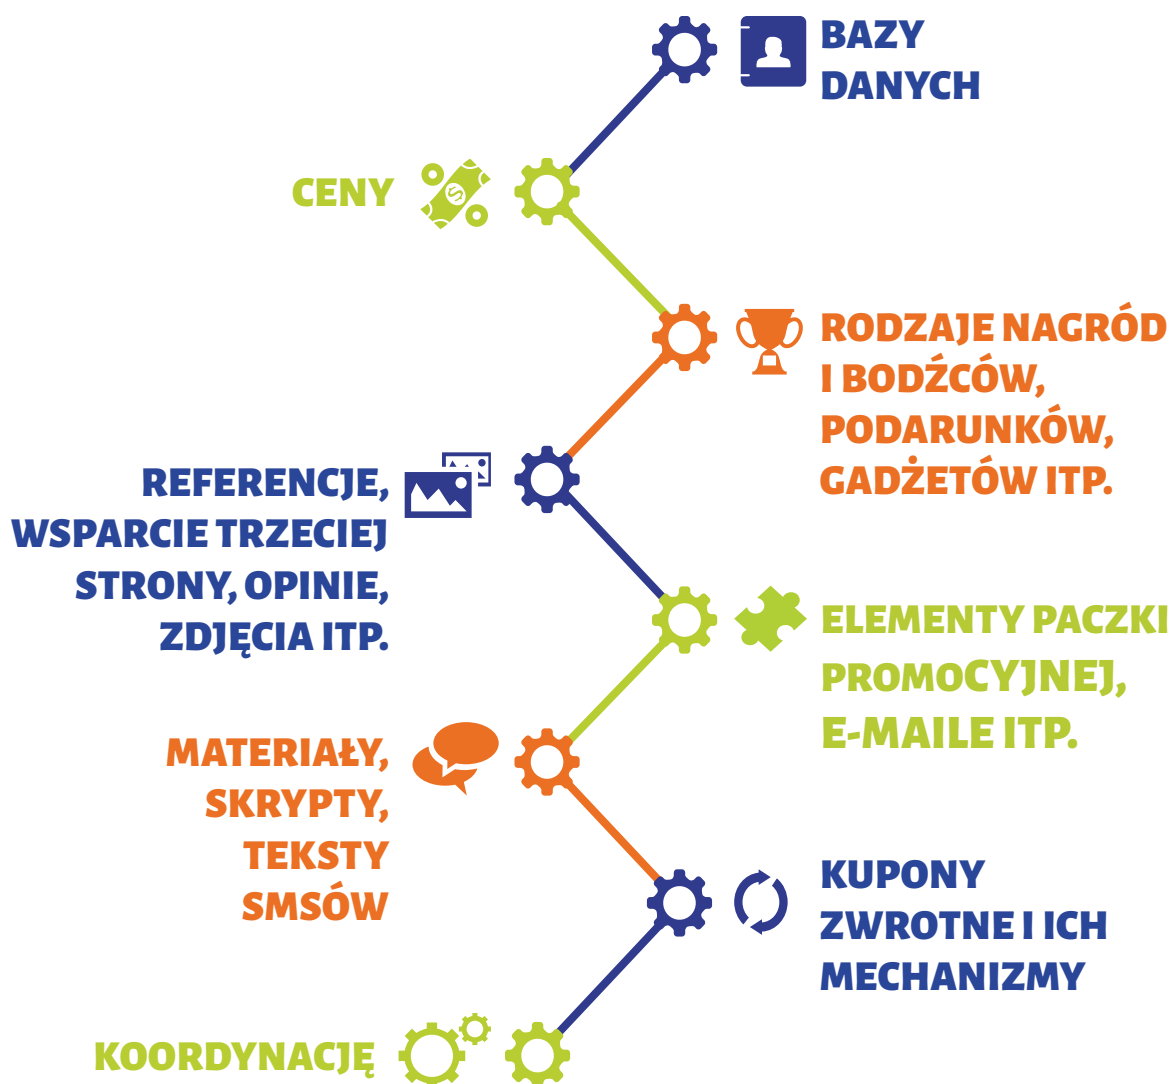 BAZY
DANYCH
CENY
RODZAJE NAGRÓD
I BODŹCÓW,
PODARUNKÓW,
GADŻETÓW ITP.
REFERENCJE,
WSPARCIE TRZECIEJ
STRONY, OPINIE,
ZDJĘCIA ITP.
ELEMENTY PACZKI
PROMOCYJNEJ,
E-MAILE ITP.
MATERIAŁY,
SKRYPTY,
TEKSTY
SMSÓW
KUPONY
ZWROTNE I ICH
MECHANIZMY
KOORDYNACJĘ